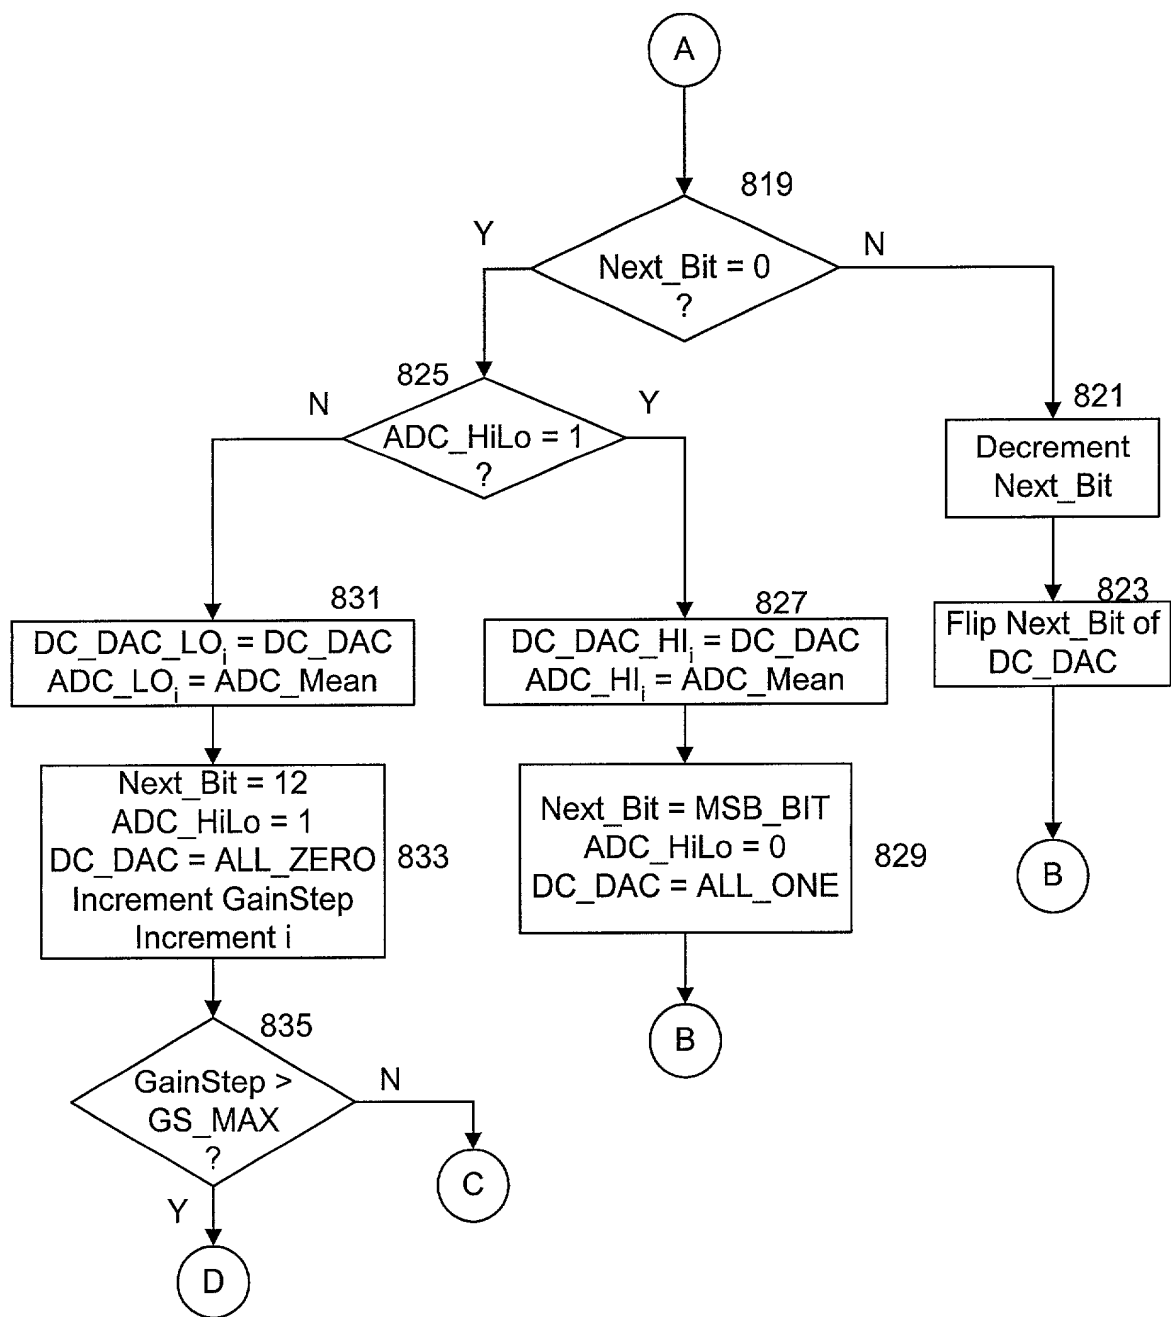 A
819
Y
N
Next_Bit = 0
?
825
N
Y
ADC_HiLo = 1
?
821
Decrement
Next_Bit
823
Flip Next_Bit of
DC_DAC
B
831
DC_DAC_LOi = DC_DAC
ADC_LOi = ADC_Mean
827
DC_DAC_HIi = DC_DAC
ADC_HIi = ADC_Mean
Next_Bit = 12
ADC_HiLo = 1
DC_DAC = ALL_ZERO
Increment GainStep
Increment i
833
Next_Bit = MSB_BIT
ADC_HiLo = 0
DC_DAC = ALL_ONE
829
B
835
GainStep >
GS_MAX
?
N
C
Y
D